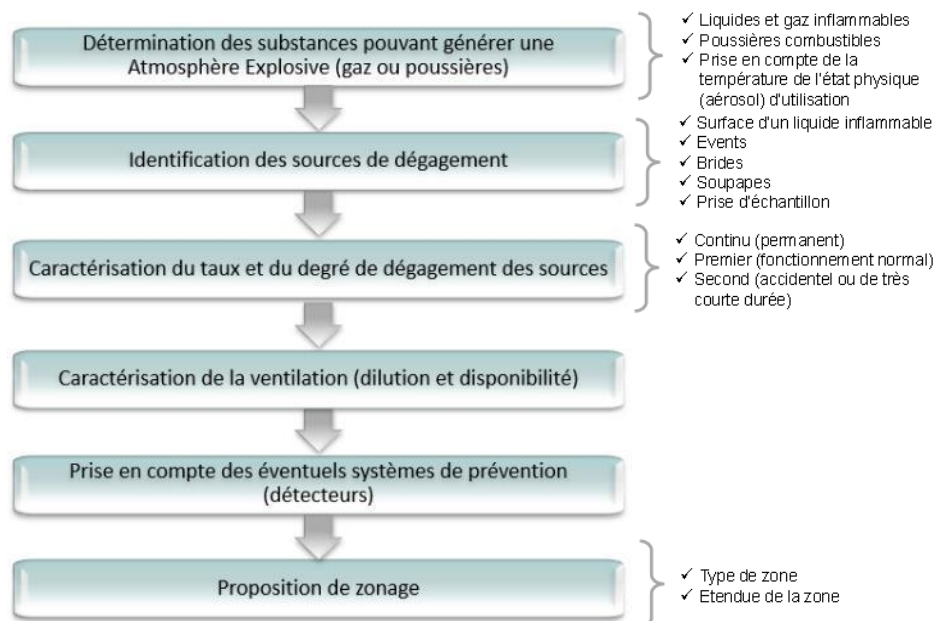 Détermination des substances pouvant générer une
Atmosphère Explosive (gaz ou poussières)
✓ Liquides et gaz inflammables
✓ Poussières combustibles
✓ Prise en compte de la
température de l'état physique
(aérosol) d'utilisation
Identification des sources de dégagement
✓ Surface d'un liquide inflammable
✓ Events
✓ Brides
✓ Soupapes
✓ Prise d'échantillon
Caractérisation du taux et du degré de dégagement des sources
✓ Continu (permanent)
✓ Premier (fonctionnement normal)
✓ Second (accidentel ou de très
courte durée)
Caractérisation de la ventilation (dilution et disponibilité)
Prise en compte des éventuels systèmes de prévention
(détecteurs)
Proposition de zonage
✓ Type de zone
✓ Etendue de la zone